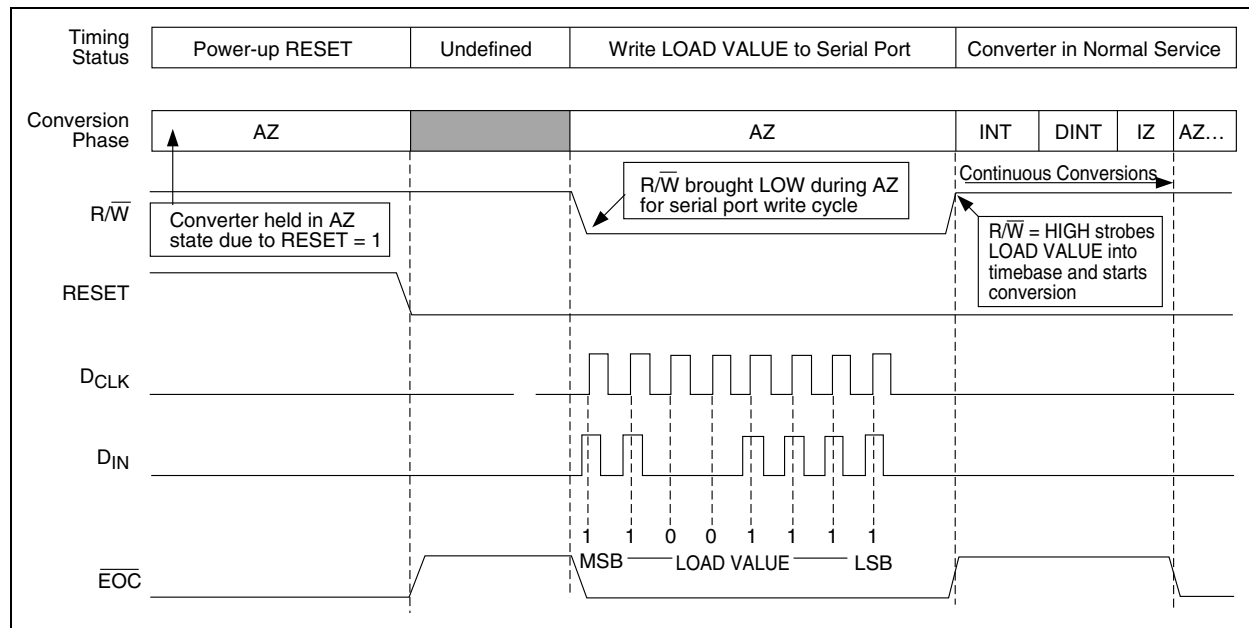 Timing
Status
Power-up RESET
Undefined
Write LOAD VALUE to Serial Port
Converter in Normal Service
Conversion
Phase
AZ
AZ
INT
DINT
IZ
AZ…
Continuous Conversions
R/W̅
R/W̅ brought LOW during AZ
for serial port write cycle
Converter held in AZ
state due to RESET = 1
R/W̅ = HIGH strobes
LOAD VALUE into
timebase and starts
conversion
RESET
DCLK
DIN
1 1 0 0 1 1 1 1
MSB LOAD VALUE LSB
E̅O̅C̅